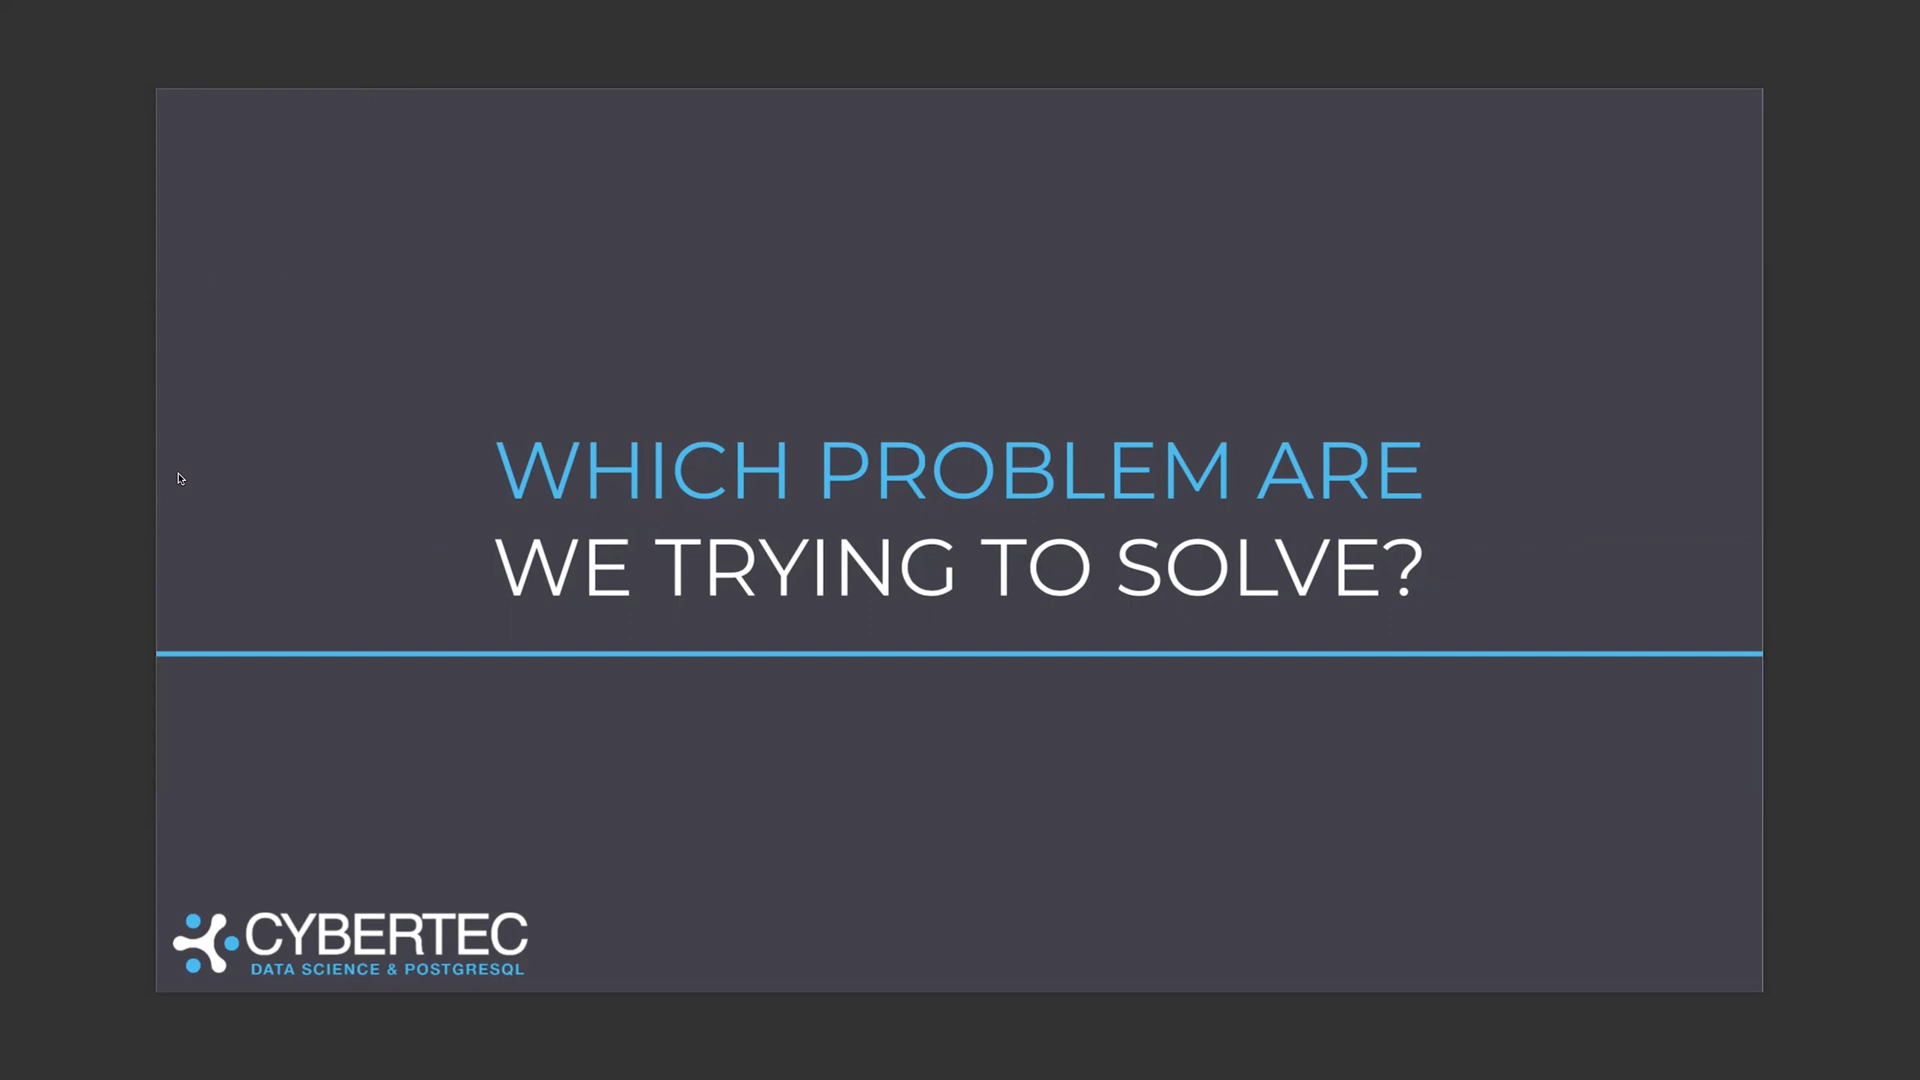 WHICH PROBLEM ARE
WE TRYING TO SOLVE?
CYBERTEC
DATA SCIENCE & POSTGRESQL